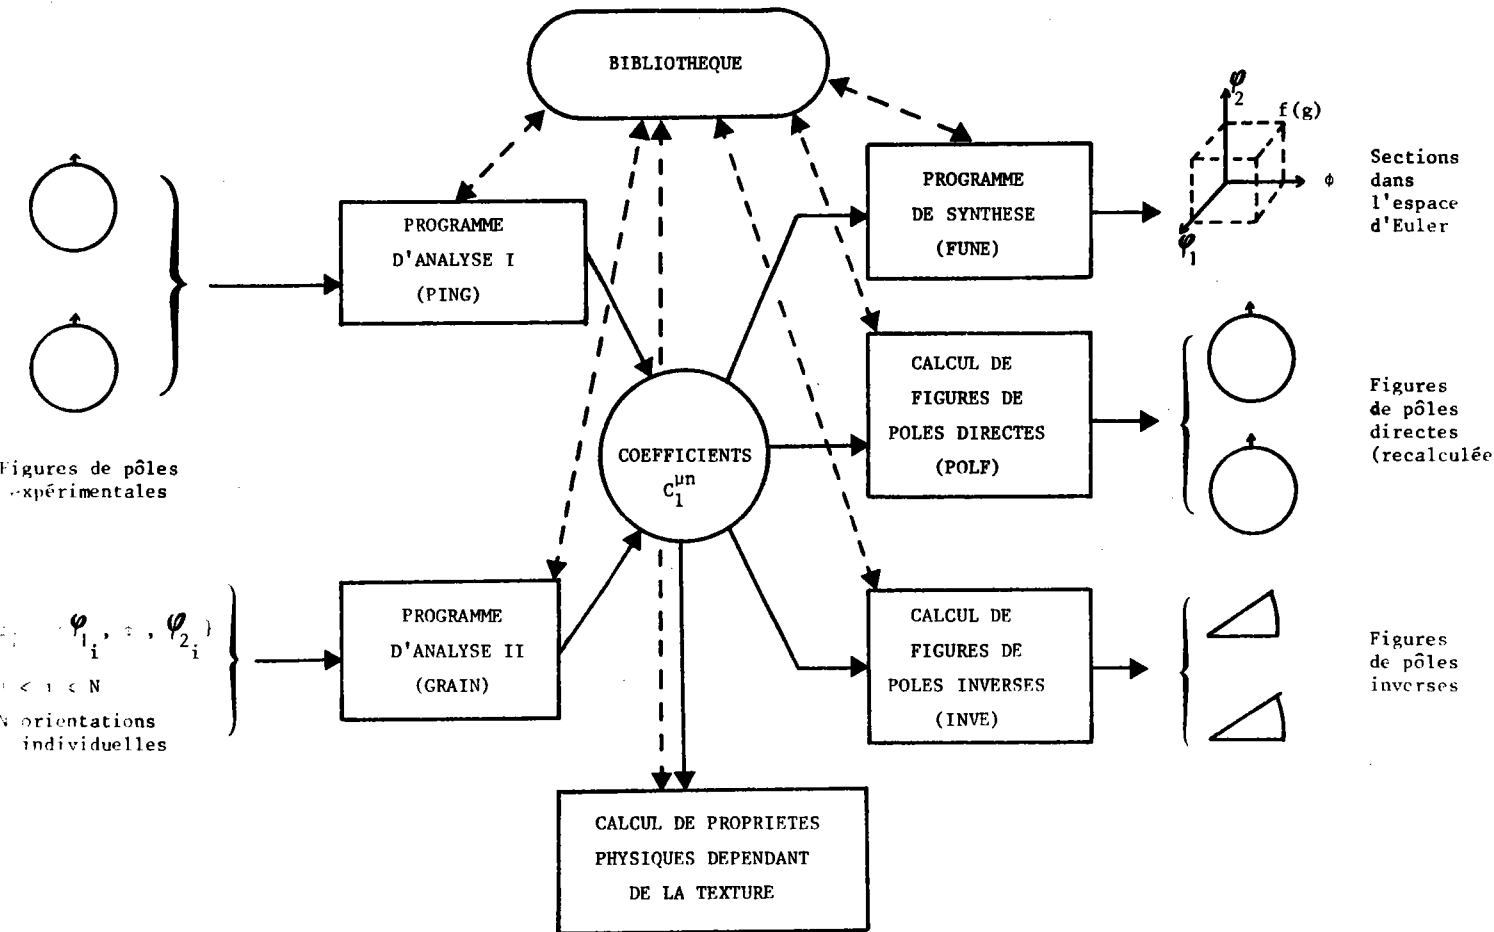 BIBLIOTHEQUE
φ2
f(g)
φ
φ1
Sections
dans
l'espace
d'Euler
PROGRAMME
D'ANALYSE I
(PING)
PROGRAMME
DE SYNTHESE
(FUNE)
Figures de pôles
expérimentales
COEFFICIENTS
C_l^{μn}
CALCUL DE
FIGURES DE
POLES DIRECTES
(POLF)
Figures
de pôles
directes
(recalculée
φ1i, , φ2i }
< N
N orientations
individuelles
PROGRAMME
D'ANALYSE II
(GRAIN)
CALCUL DE
FIGURES DE
POLES INVERSES
(INVE)
Figures
de pôles
inverses
CALCUL DE PROPRIETES
PHYSIQUES DEPENDANT
DE LA TEXTURE